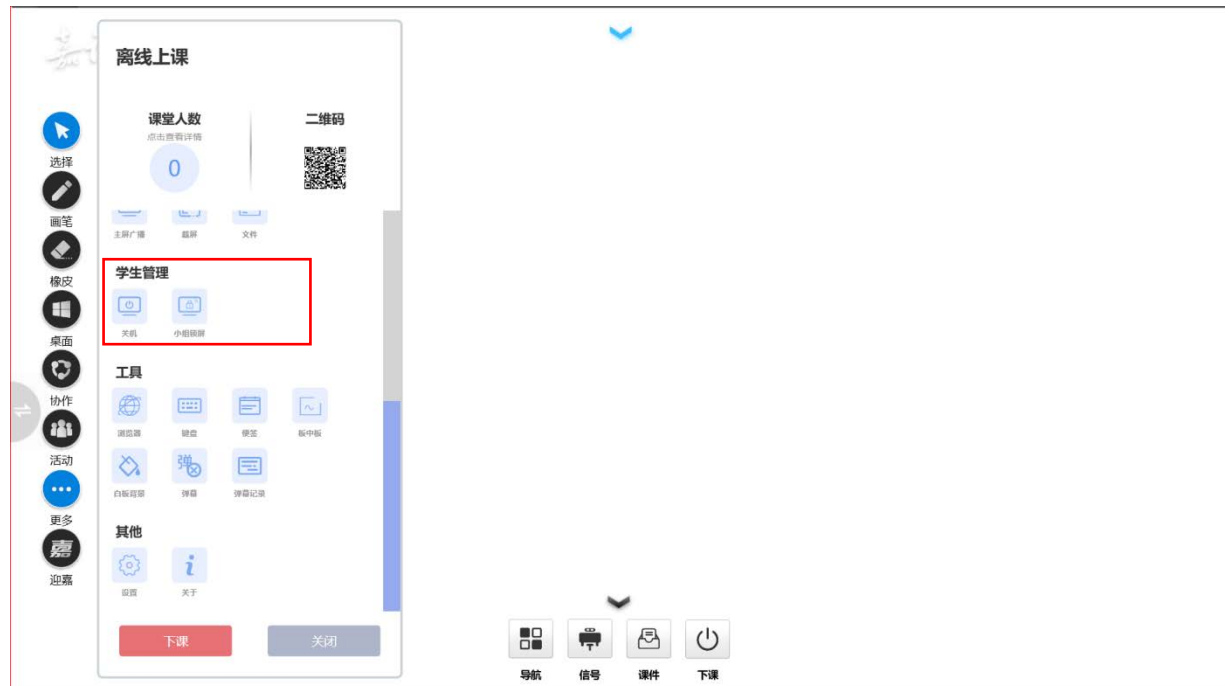 离线上课
课堂人数
二维码
点击查看详情
0
主屏广播 截屏 文件
学生管理
关机 小组锁屏
工具
浏览器 键盘 便签 板中板
白板背景 弹幕 弹幕记录
其他
设置 关于
下课 关闭
选择
画笔
橡皮
桌面
协作
活动
更多
嘉
迎嘉
导航 信号 课件 下课